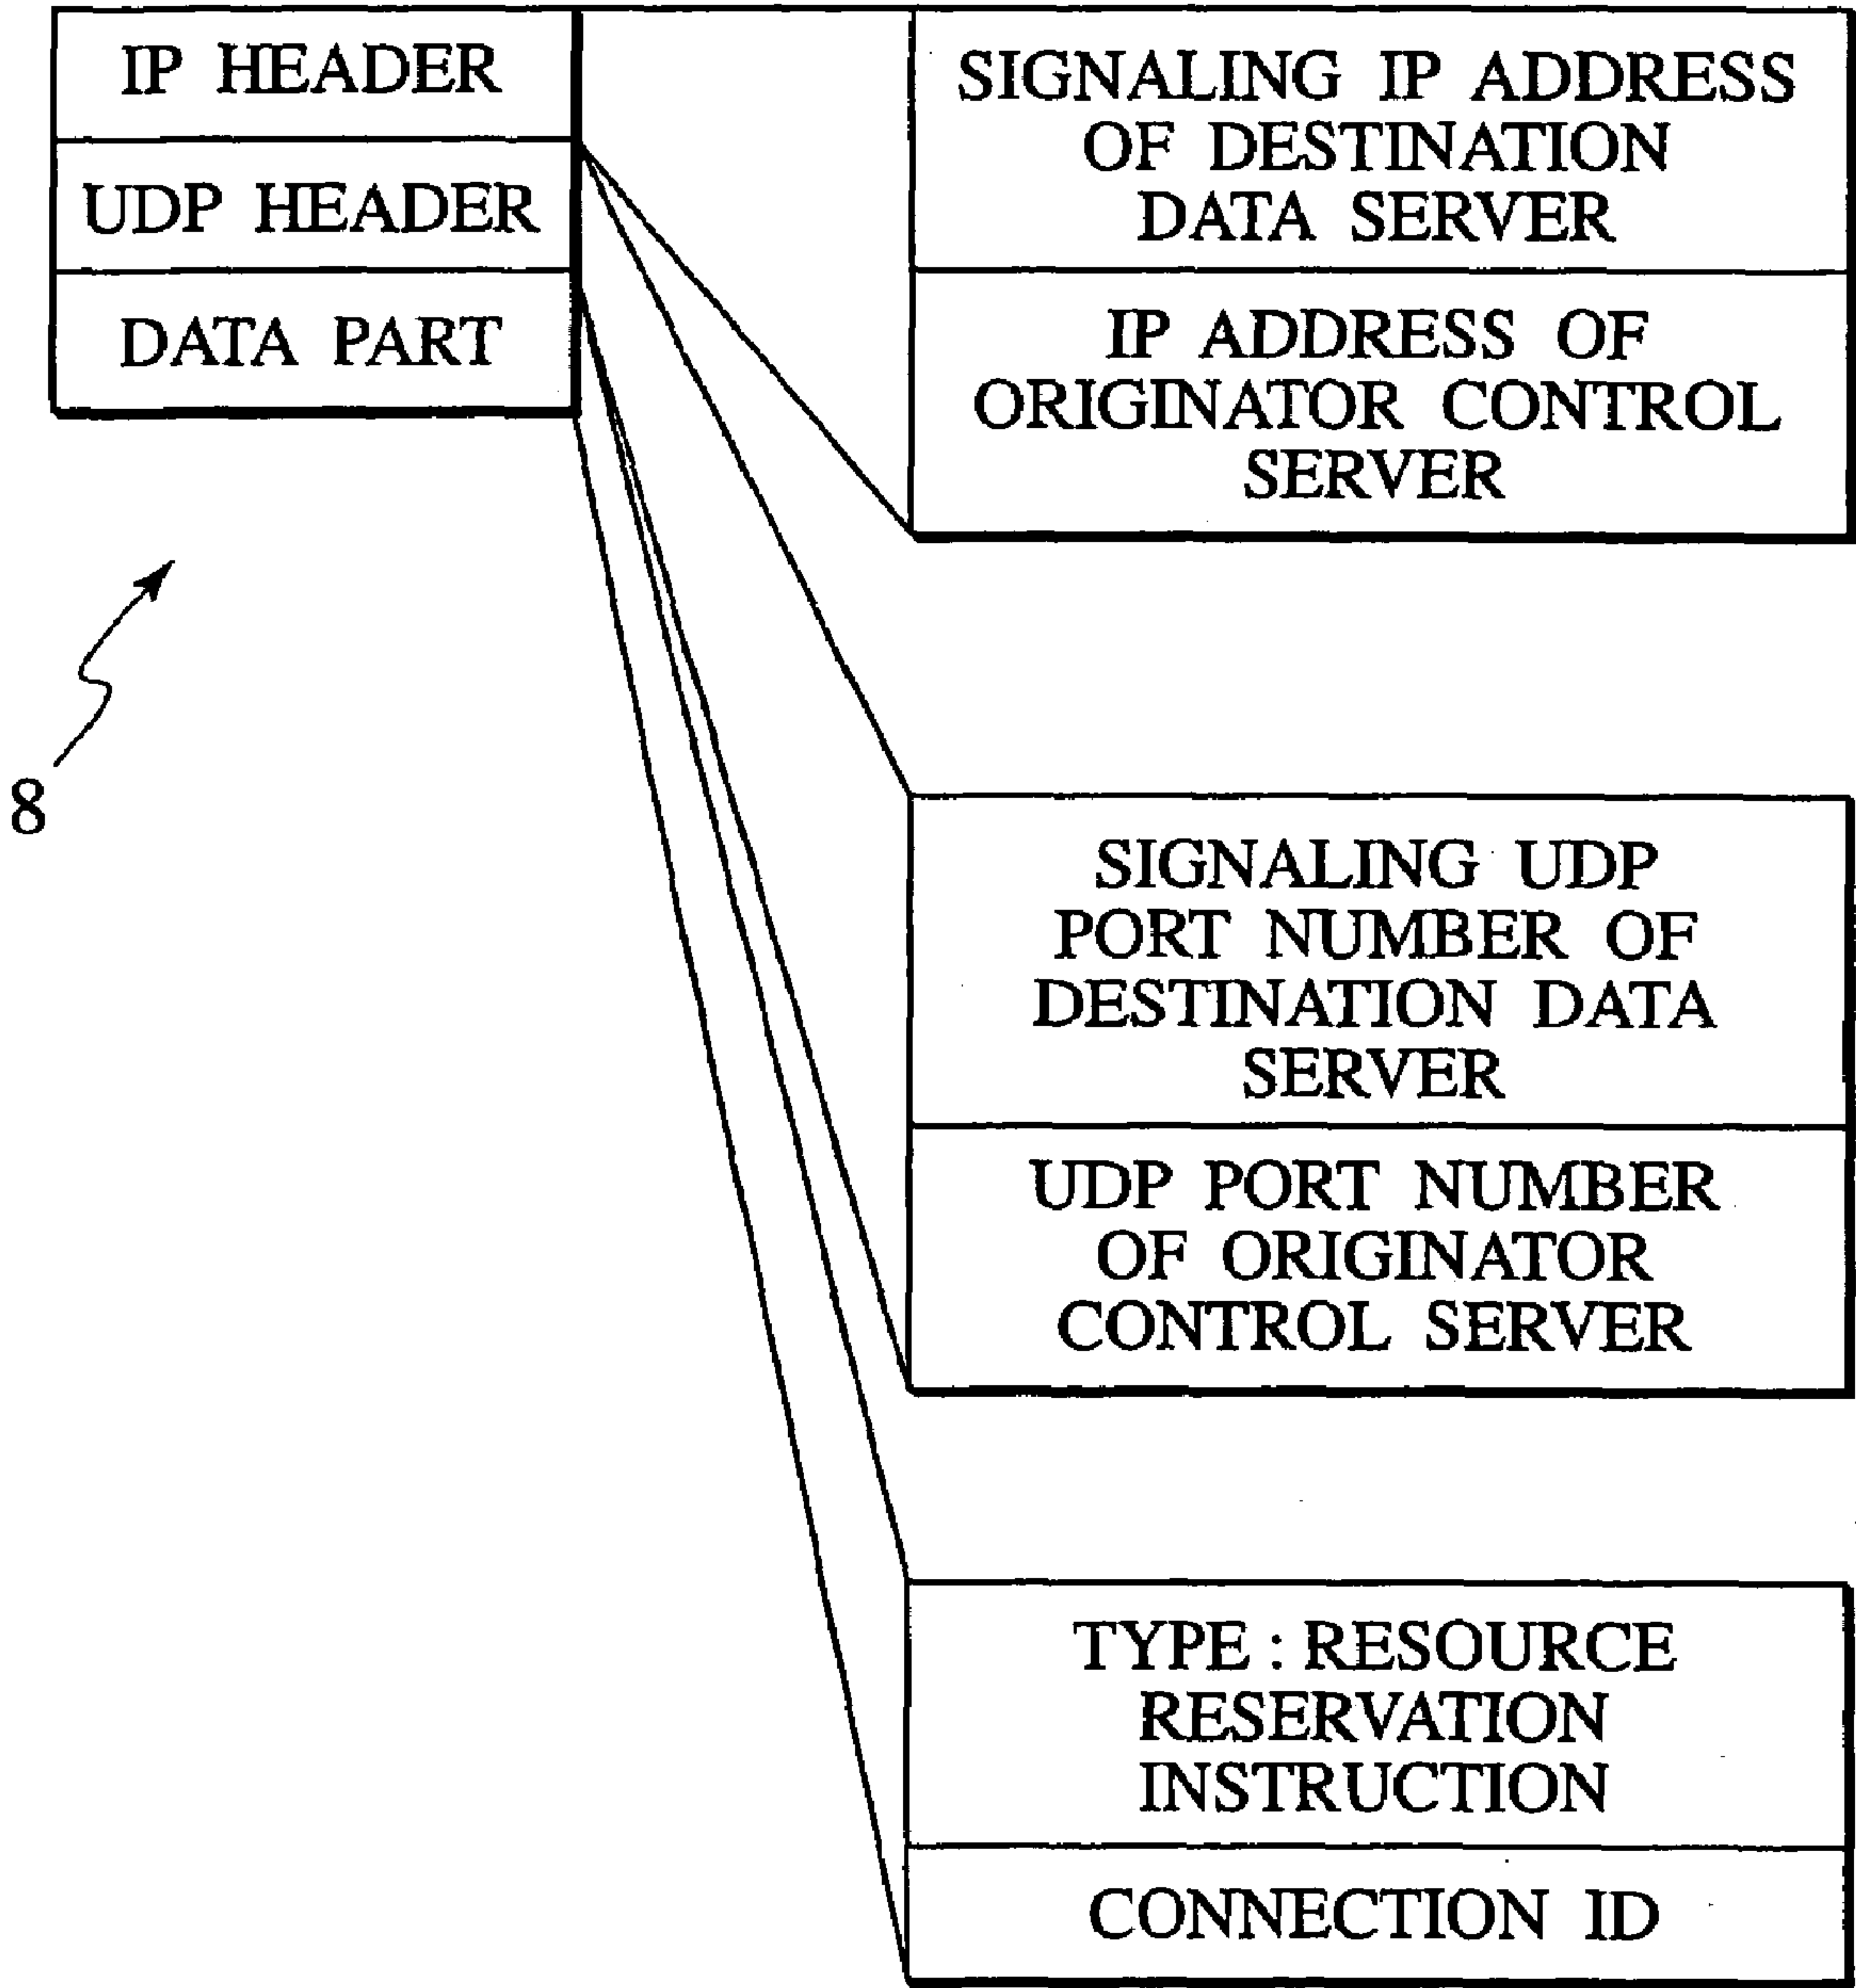 IP HEADER
UDP HEADER
DATA PART
8
SIGNALING IP ADDRESS
OF DESTINATION
DATA SERVER
IP ADDRESS OF
ORIGINATOR CONTROL
SERVER
SIGNALING UDP
PORT NUMBER OF
DESTINATION DATA
SERVER
UDP PORT NUMBER
OF ORIGINATOR
CONTROL SERVER
TYPE : RESOURCE
RESERVATION
INSTRUCTION
CONNECTION ID